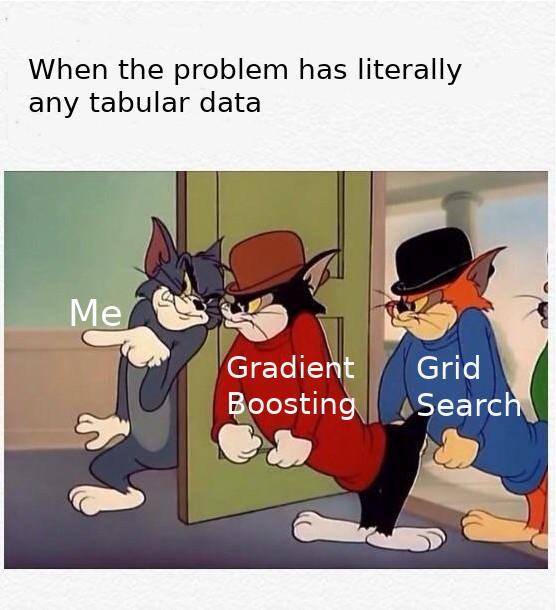 When the problem has literally
any tabular data
Me
Gradient
Boosting
Grid
Search